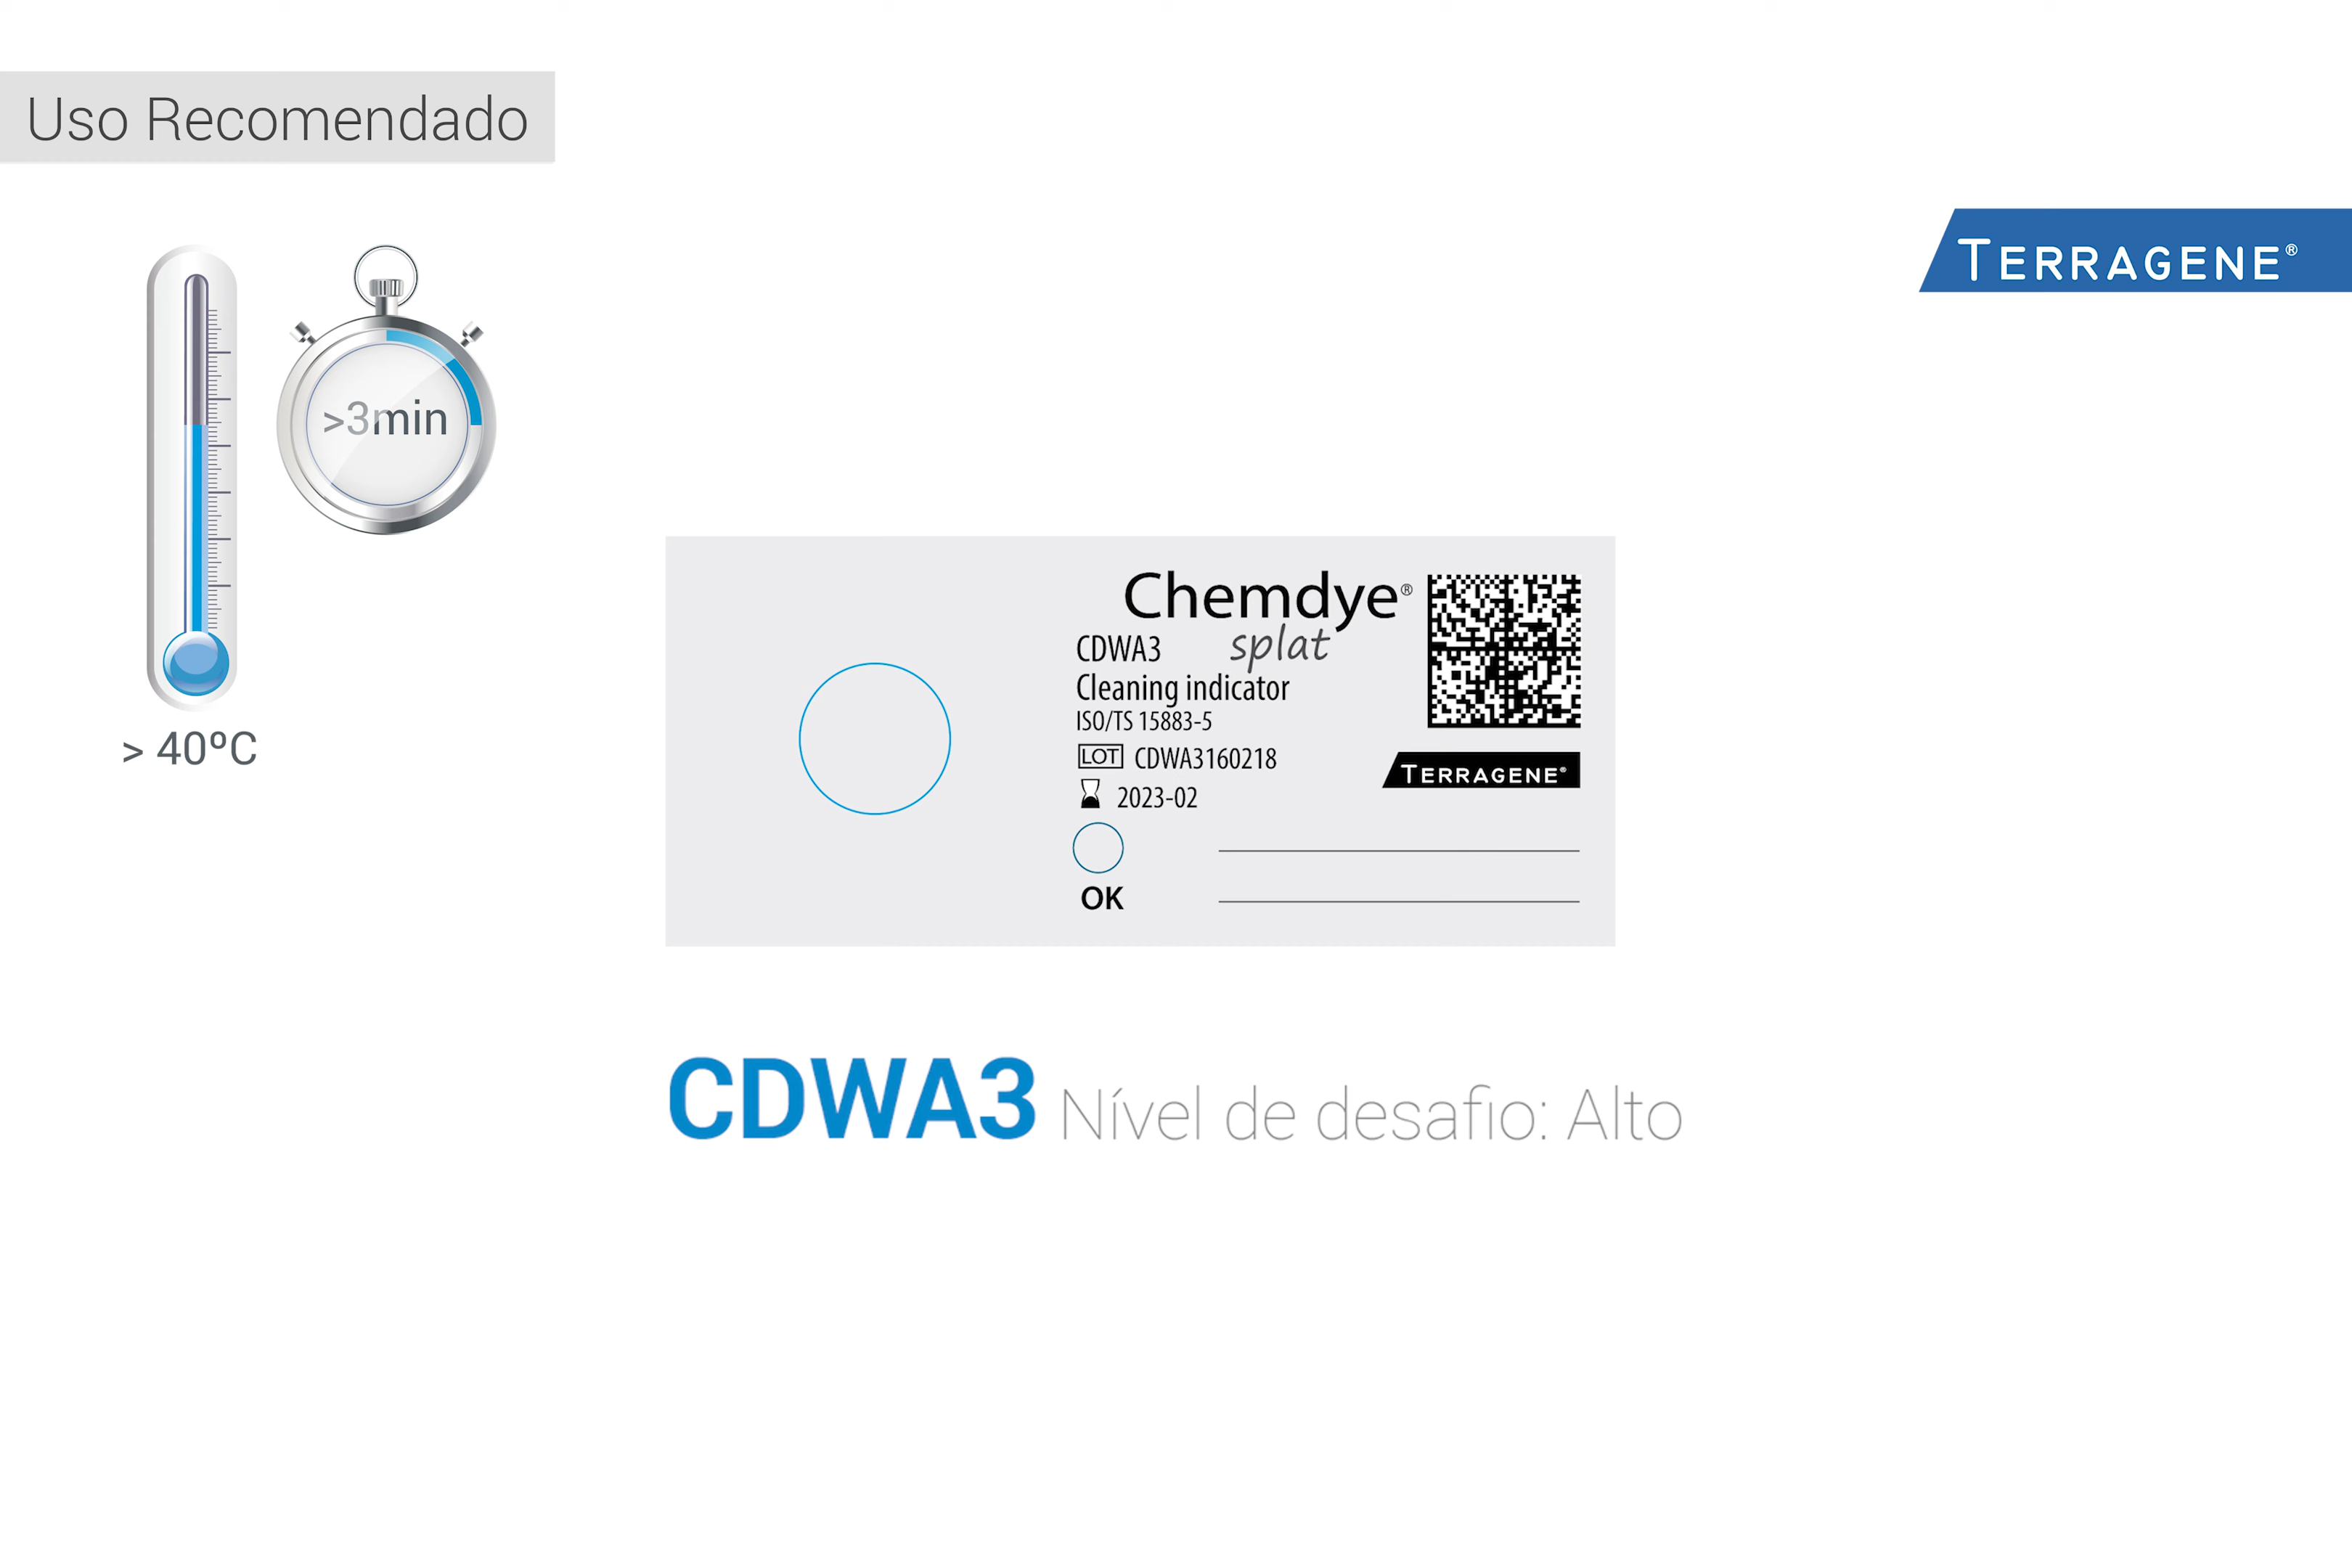 Uso Recomendado
TERRAGENE®
>3min
> 40ºC
Chemdye®
splat
CDWA3
Cleaning indicator
ISO/TS 15883-5
LOT CDWA3160218
2023-02
TERRAGENE®
OK
CDWA3 Nível de desafio: Alto